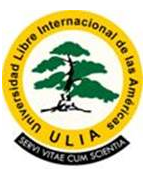 Universidad Libre Internacional de las Américas
ULIA
SERVI VITAE CUM SCIENTIA